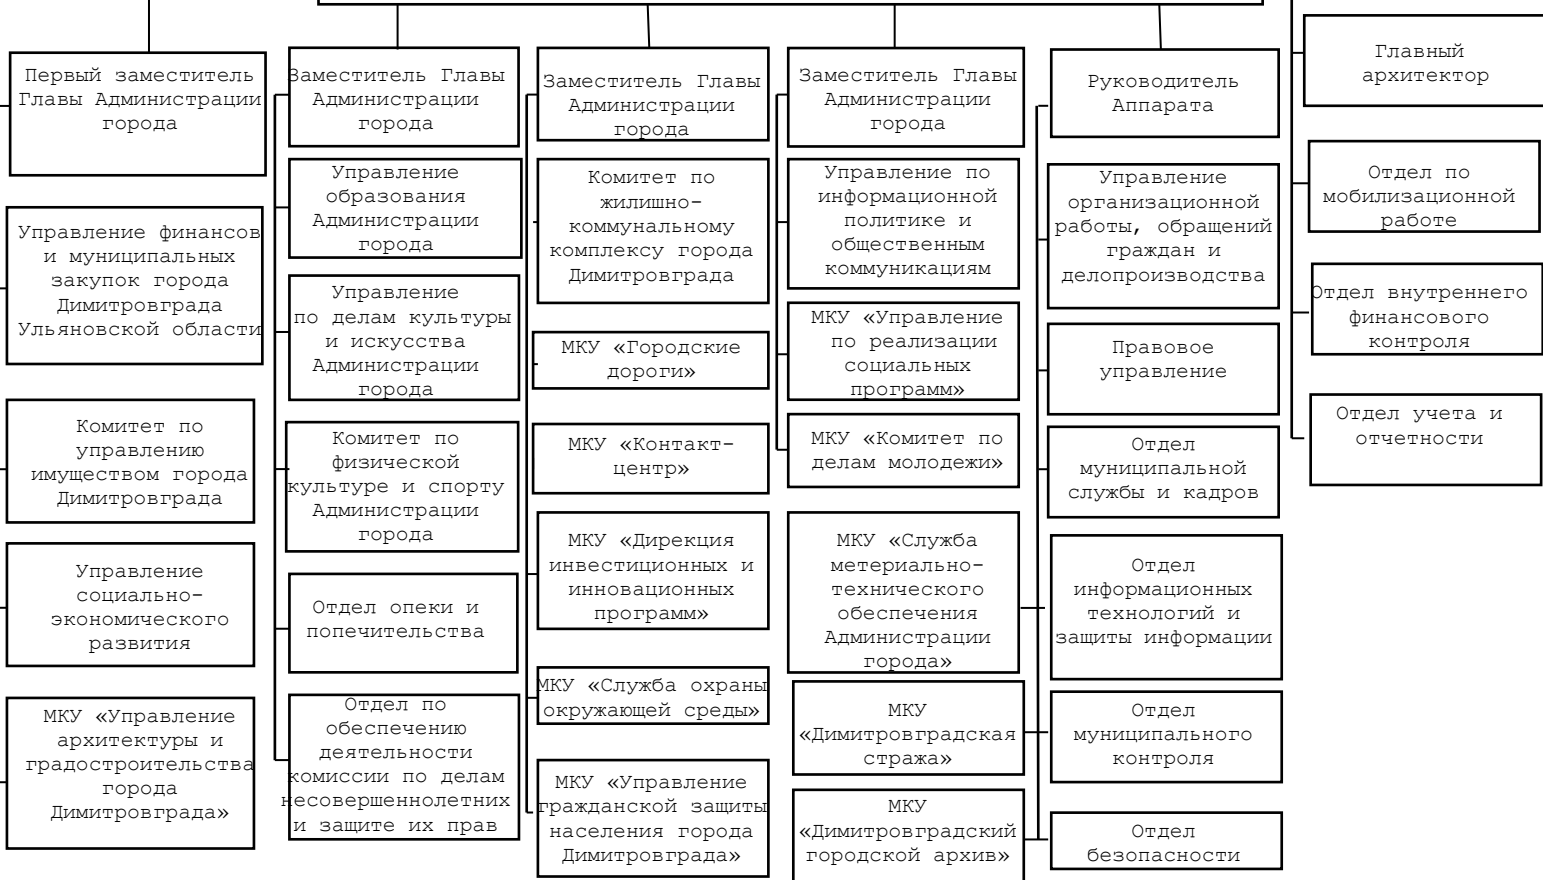 Первый заместитель
Главы Администрации
города
Управление финансов
и муниципальных
закупок города
Димитровграда
Ульяновской области
Комитет по
управлению
имуществом города
Димитровграда
Управление
социально-
экономического
развития
МКУ «Управление
архитектуры и
градостроительства
города
Димитровграда»
Заместитель Главы
Администрации
города
Управление
образования
Администрации
города
Управление
по делам культуры
и искусства
Администрации
города
Комитет по
физической
культуре и спорту
Администрации
города
Отдел опеки и
попечительства
Отдел по
обеспечению
деятельности
комиссии по делам
несовершеннолетних
и защите их прав
Заместитель Главы
Администрации
города
Комитет по
жилишно-
коммунальному
комплексу города
Димитровграда
МКУ «Городские
дороги»
МКУ «Контакт-
центр»
МКУ «Дирекция
инвестиционных и
инновационных
программ»
МКУ «Служба охраны
окружающей среды»
МКУ «Управление
гражданской защиты
населения города
Димитровграда»
Заместитель Главы
Администрации
города
Управление по
информационной
политике и
общественным
коммуникациям
МКУ «Управление
по реализации
социальных
программ»
МКУ «Комитет по
делам молодежи»
МКУ «Служба
метериально-
технического
обеспечения
Администрации
города»
МКУ
«Димитровградская
стража»
МКУ
«Димитровградский
городской архив»
Руководитель
Аппарата
Управление
организационной
работы, обращений
граждан и
делопроизводства
Правовое
управление
Отдел
муниципальной
службы и кадров
Отдел
информационных
технологий и
защиты информации
Отдел
муниципального
контроля
Отдел
безопасности
Главный
архитектор
Отдел по
мобилизационной
работе
Отдел внутреннего
финансового
контроля
Отдел учета и
отчетности